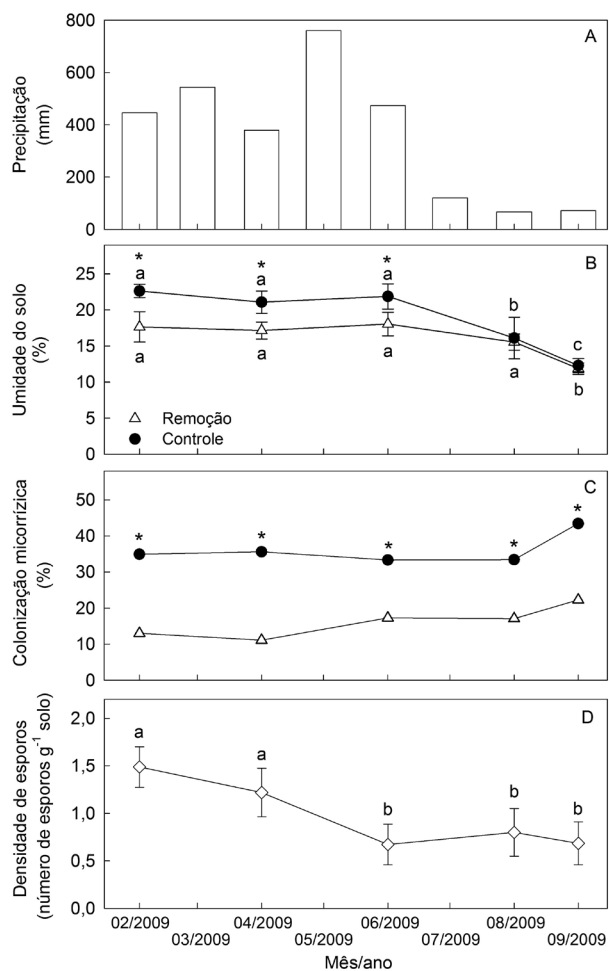 A
800
600
400
200
0
Precipitação
(mm)
B
25
20
15
10
5
0
Umidade do solo
(%)
* * *
a a a b c
a a a a b
Remoção
Controle
C
50
40
30
20
10
0
Colonização micorrízica
(%)
* * * * *
D
2,0
1,5
1,0
0,5
0,0
Densidade de esporos
(número de esporos g⁻¹ solo)
a a b b b
02/2009 04/2009 06/2009 08/2009
03/2009 05/2009 07/2009 09/2009
Mês/ano